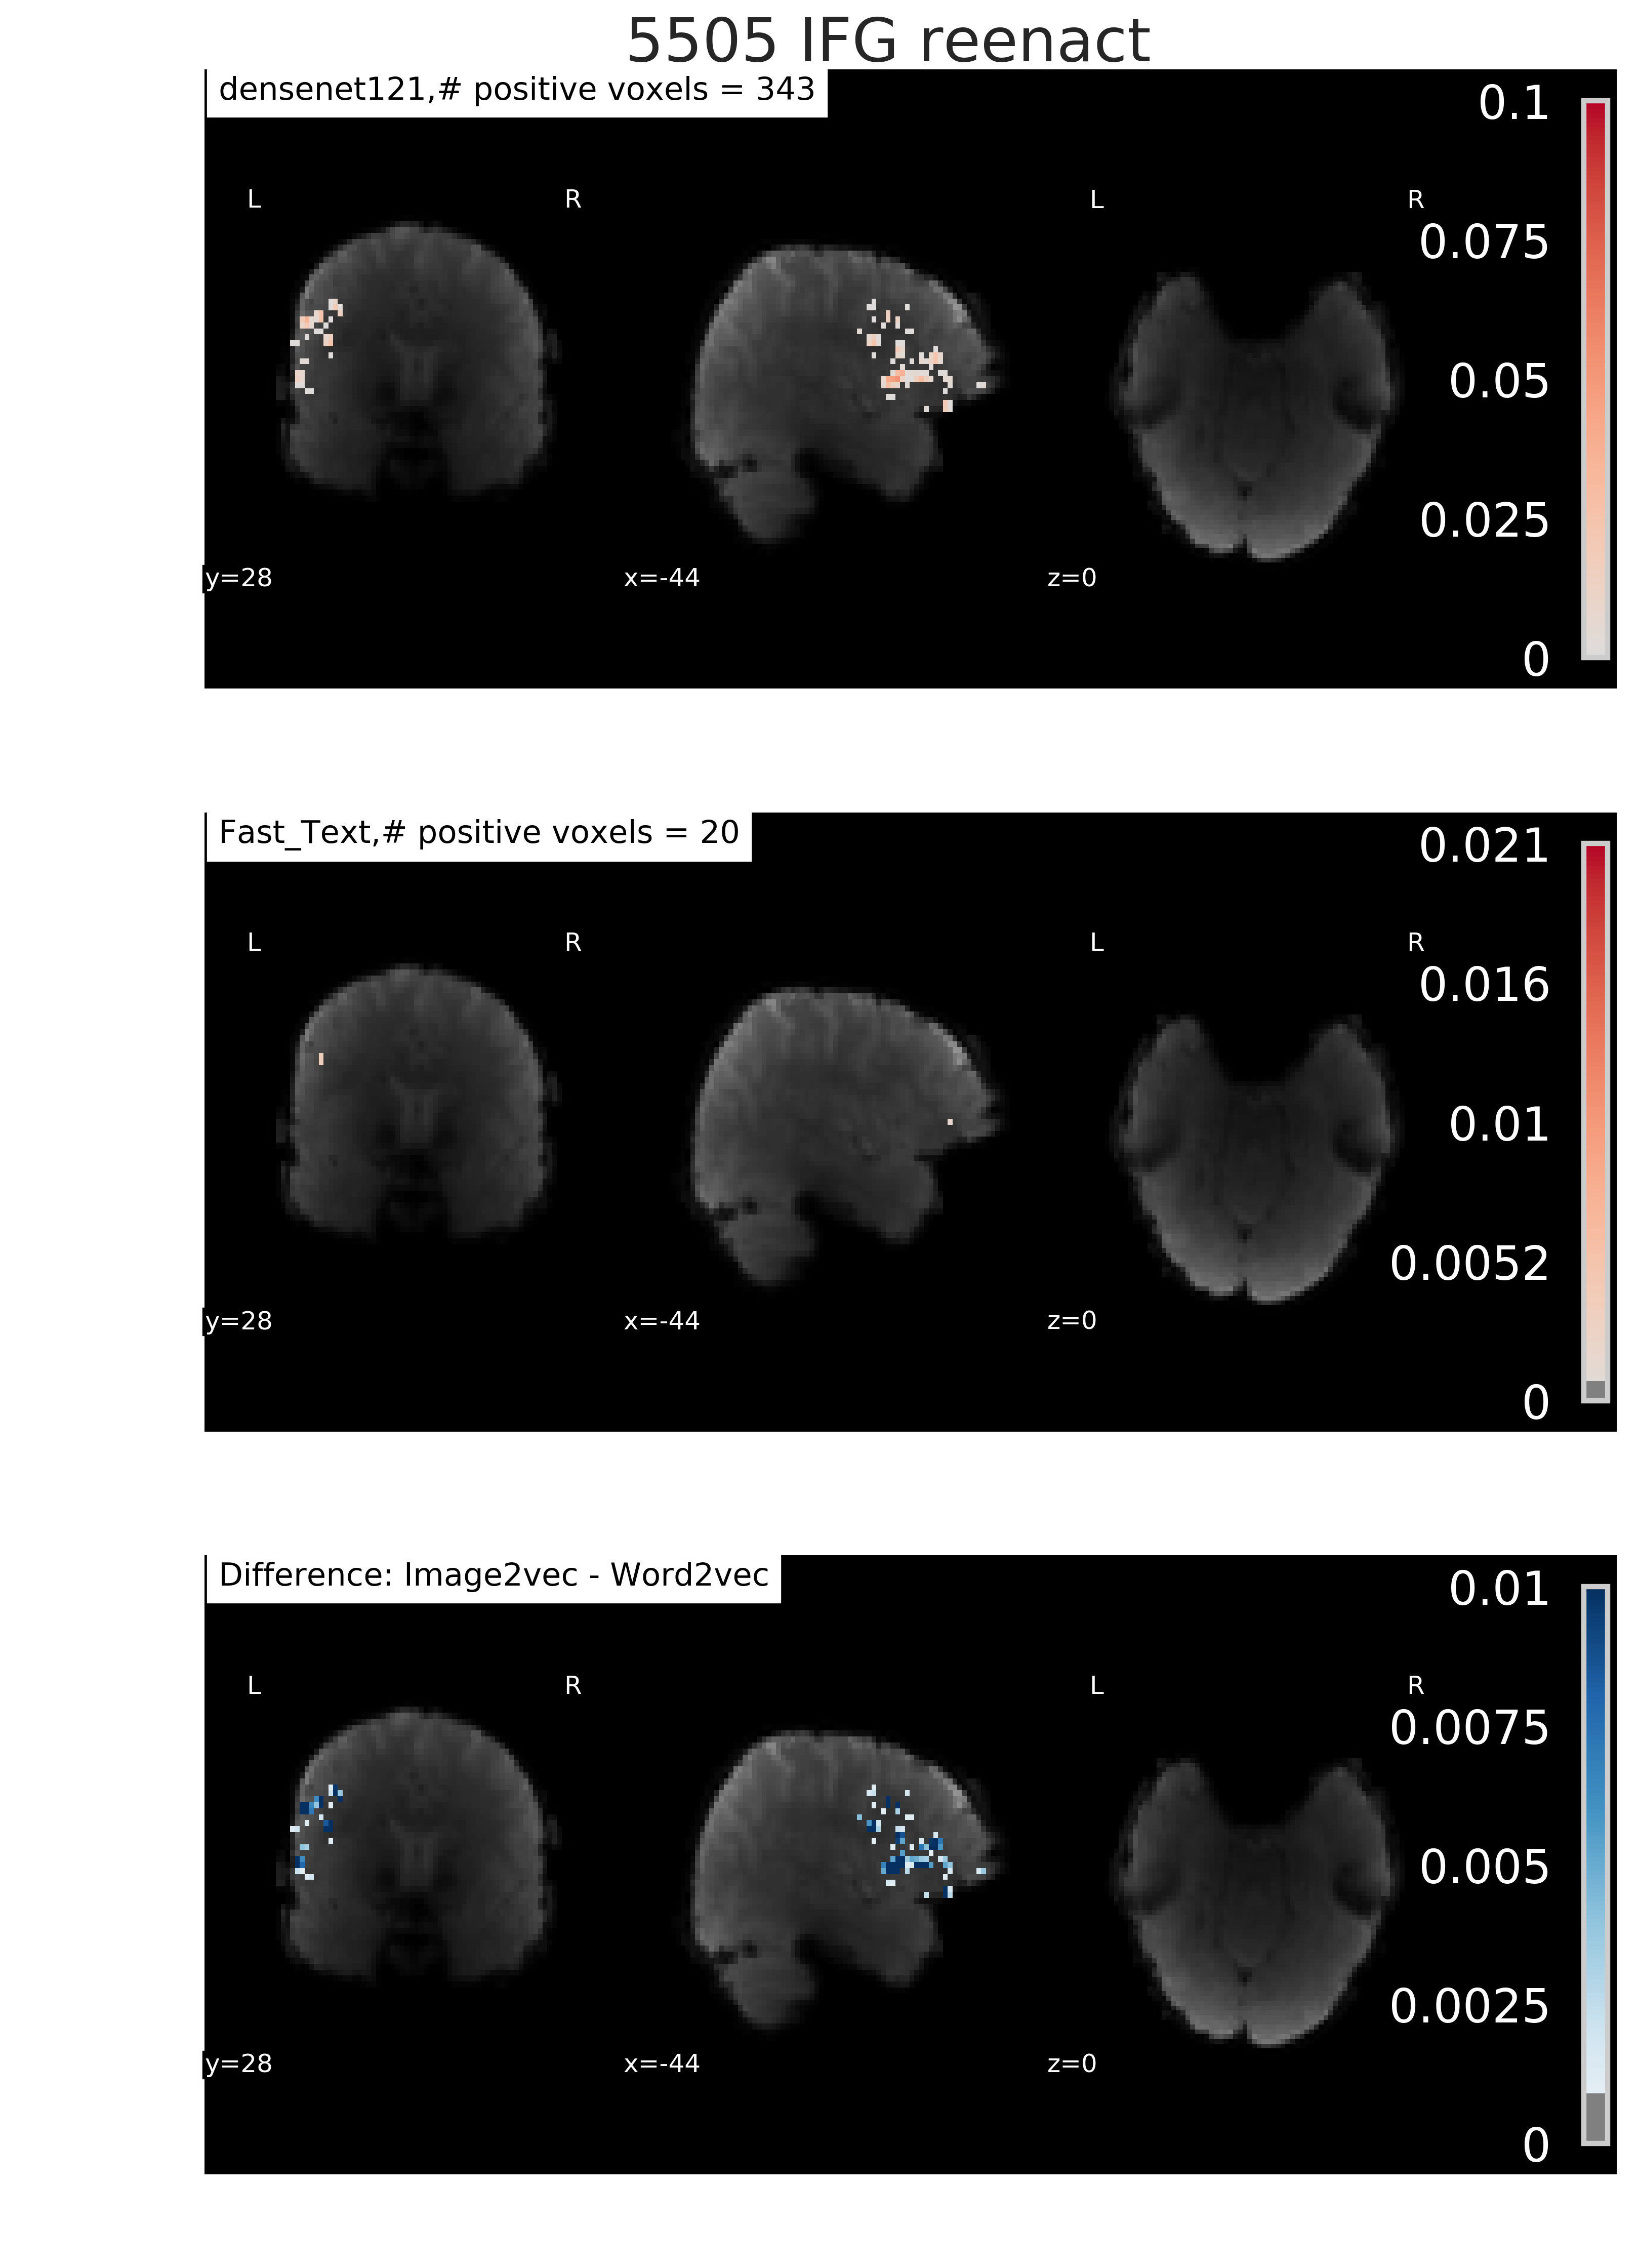 5505 IFG reenact
densenet121,# positive voxels = 343
0.1
L R L R
0.075
0.05
0.025
y=28 x=-44 z=0
0
Fast_Text,# positive voxels = 20
0.021
L R L R
0.016
0.01
0.0052
y=28 x=-44 z=0
0
Difference: Image2vec - Word2vec
0.01
L R L R
0.0075
0.005
0.0025
y=28 x=-44 z=0
0